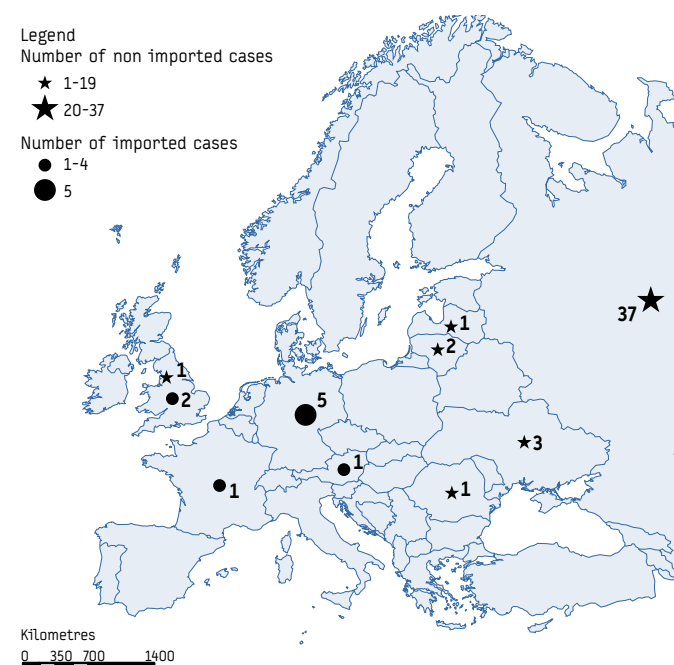 Legend
Number of non imported cases
1-19
20-37
Number of imported cases
1-4
5
37
1
2
1
2
5
3
1
1
1
Kilometres
0 350 700 1400